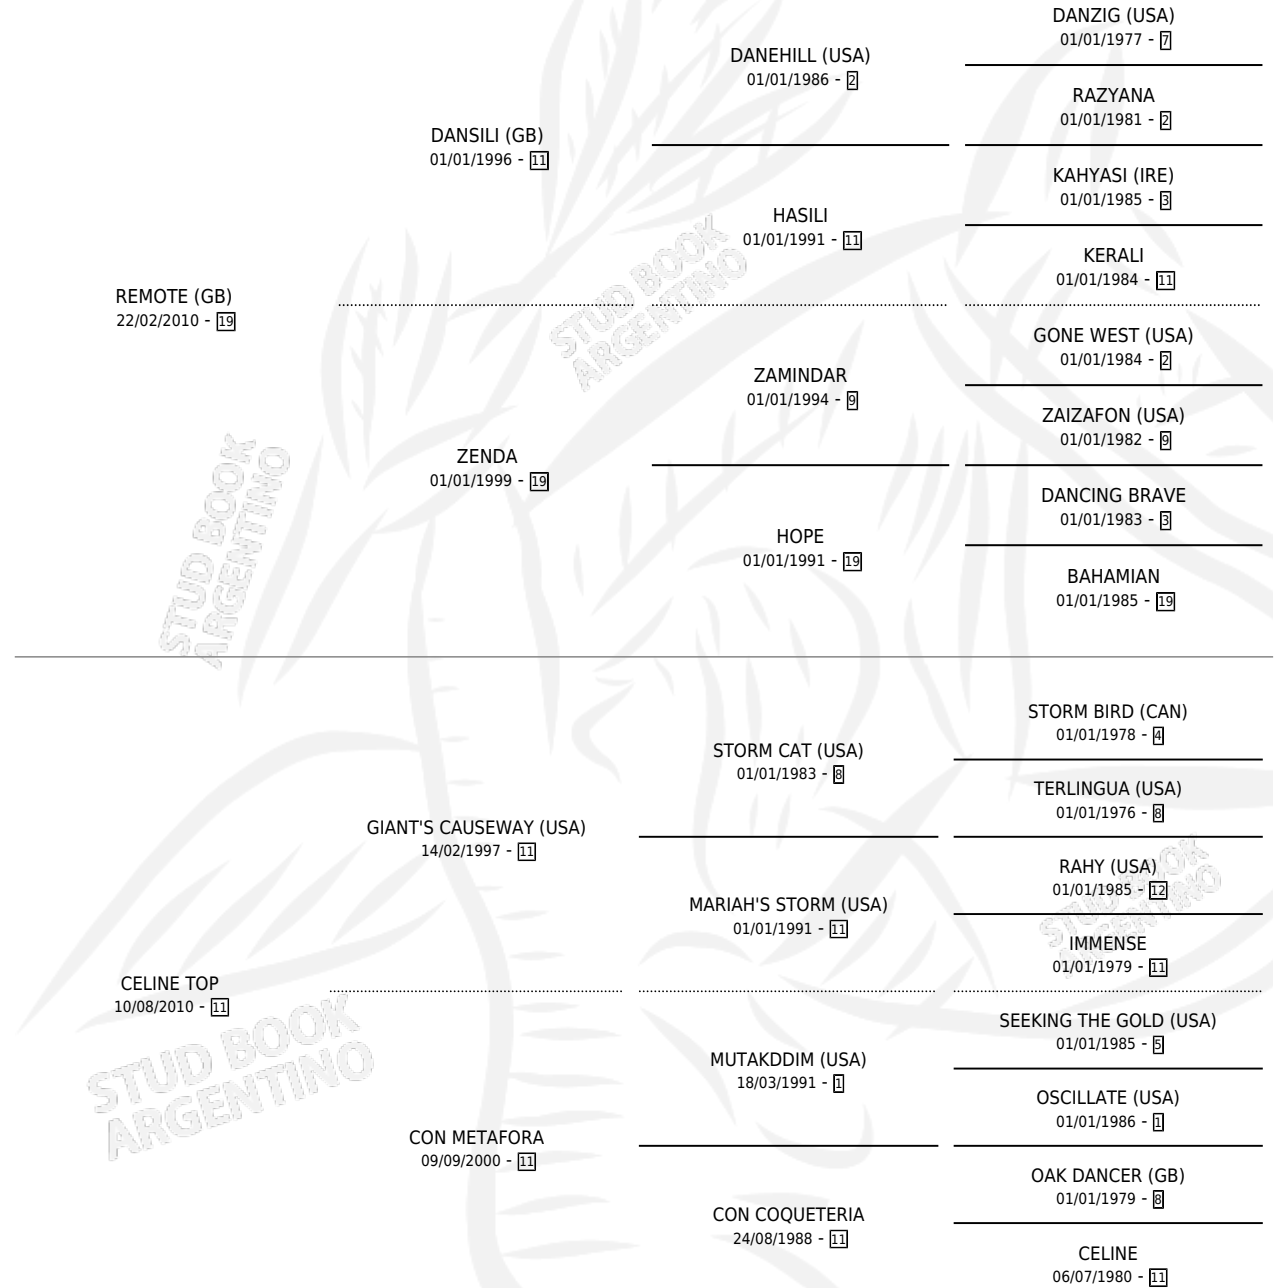 DANZIG (USA)
01/01/1977 - 7
DANEHILL (USA)
01/01/1986 - 2
RAZYANA
01/01/1981 - 2
DANSILI (GB)
01/01/1996 - 11
KAHYASI (IRE)
01/01/1985 - 3
HASILI
01/01/1991 - 11
KERALI
01/01/1984 - 11
REMOTE (GB)
22/02/2010 - 19
GONE WEST (USA)
01/01/1984 - 2
ZAMINDAR
01/01/1994 - 9
ZAIZAFON (USA)
01/01/1982 - 9
ZENDA
01/01/1999 - 19
DANCING BRAVE
01/01/1983 - 3
HOPE
01/01/1991 - 19
BAHAMIAN
01/01/1985 - 19
STORM BIRD (CAN)
01/01/1978 - 4
STORM CAT (USA)
01/01/1983 - 8
TERLINGUA (USA)
01/01/1976 - 8
GIANT'S CAUSEWAY (USA)
14/02/1997 - 11
RAHY (USA)
01/01/1985 - 12
MARIAH'S STORM (USA)
01/01/1991 - 11
IMMENSE
01/01/1979 - 11
CELINE TOP
10/08/2010 - 11
SEEKING THE GOLD (USA)
01/01/1985 - 5
MUTAKDDIM (USA)
18/03/1991 - 1
OSCILLATE (USA)
01/01/1986 - 1
CON METAFORA
09/09/2000 - 11
OAK DANCER (GB)
01/01/1979 - 8
CON COQUETERIA
24/08/1988 - 11
CELINE
06/07/1980 - 11
STUD BOOK
ARGENTINO
STUD BOOK
ARGENTINO
STUD BOOK
ARGENTINO
STUD BOOK
ARGENTINO